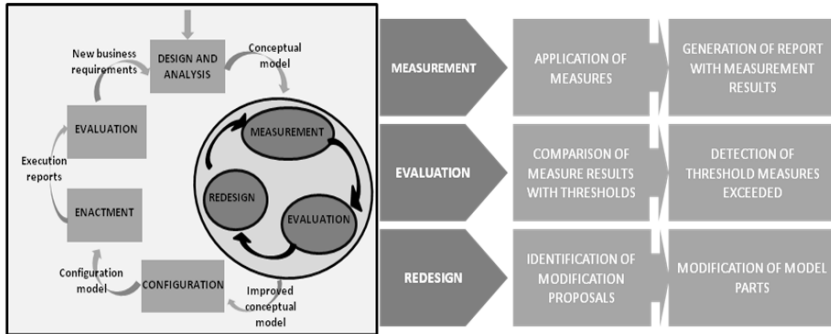 New business
requirements
DESIGN AND
ANALYSIS
Conceptual
model
EVALUATION
MEASUREMENT
Execution
reports
REDESIGN
EVALUATION
ENACTMENT
Configuration
model
CONFIGURATION
Improved
conceptual
model
MEASUREMENT
APPLICATION OF
MEASURES
GENERATION OF REPORT
WITH MEASUREMENT
RESULTS
EVALUATION
COMPARISON OF
MEASURE RESULTS
WITH THRESHOLDS
DETECTION OF
THRESHOLD MEASURES
EXCEEDED
REDESIGN
IDENTIFICATION OF
MODIFICATION
PROPOSALS
MODIFICATION OF MODEL
PARTS